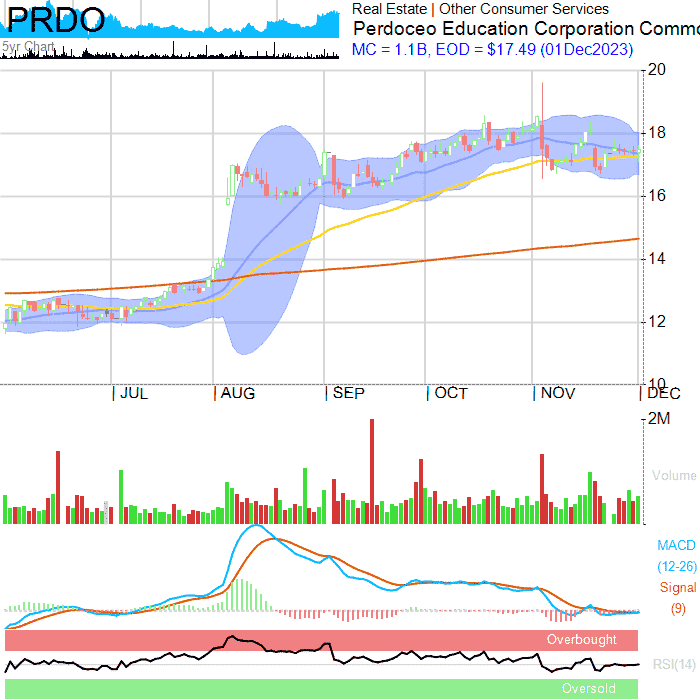 PRDO
5yr Chart
Real Estate | Other Consumer Services
Perdoceo Education Corporation Commo
MC = 1.1B, EOD = $17.49 (01Dec2023)
20
18
16
14
12
10
JUL AUG SEP OCT NOV DEC
2M
Volume
MACD
(12-26)
Signal
(9)
Overbought
RSI(14)
Oversold